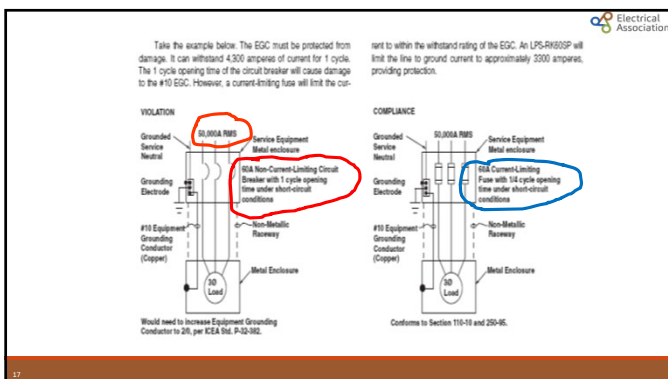 Electrical
Association
Take the example below. The EGC must be protected from
damage. It can withstand 4,300 amperes of current for 1 cycle.
The 1 cycle opening time of the circuit breaker will cause damage
to the #10 EGC. However, a current-limiting fuse will limit the cur-
rent to within the withstand rating of the EGC. An LPS-RK60SP will
limit the line to ground current to approximately 3300 amperes,
providing protection.
VIOLATION
50,000A RMS
Grounded
Service
Neutral
Service Equipment
Metal enclosure
60A Non-Current-Limiting Circuit
Breaker with 1 cycle opening
time under short-circuit
conditions
Grounding
Electrode
#10 Equipment
Grounding
Conductor
(Copper)
Non-Metallic
Raceway
Metal Enclosure
3Ø
Load
Would need to increase Equipment Grounding
Conductor to 2/0, per ICEA Std. P-32-382.
COMPLIANCE
50,000A RMS
Grounded
Service
Neutral
Service Equipment
Metal enclosure
60A Current-Limiting
Fuse with 1/4 cycle opening
time under short-circuit
conditions
Grounding
Electrode
#10 Equipment
Grounding
Conductor
(Copper)
Non-Metallic
Raceway
Metal Enclosure
3Ø
Load
Conforms to Section 110-10 and 250-95.
17